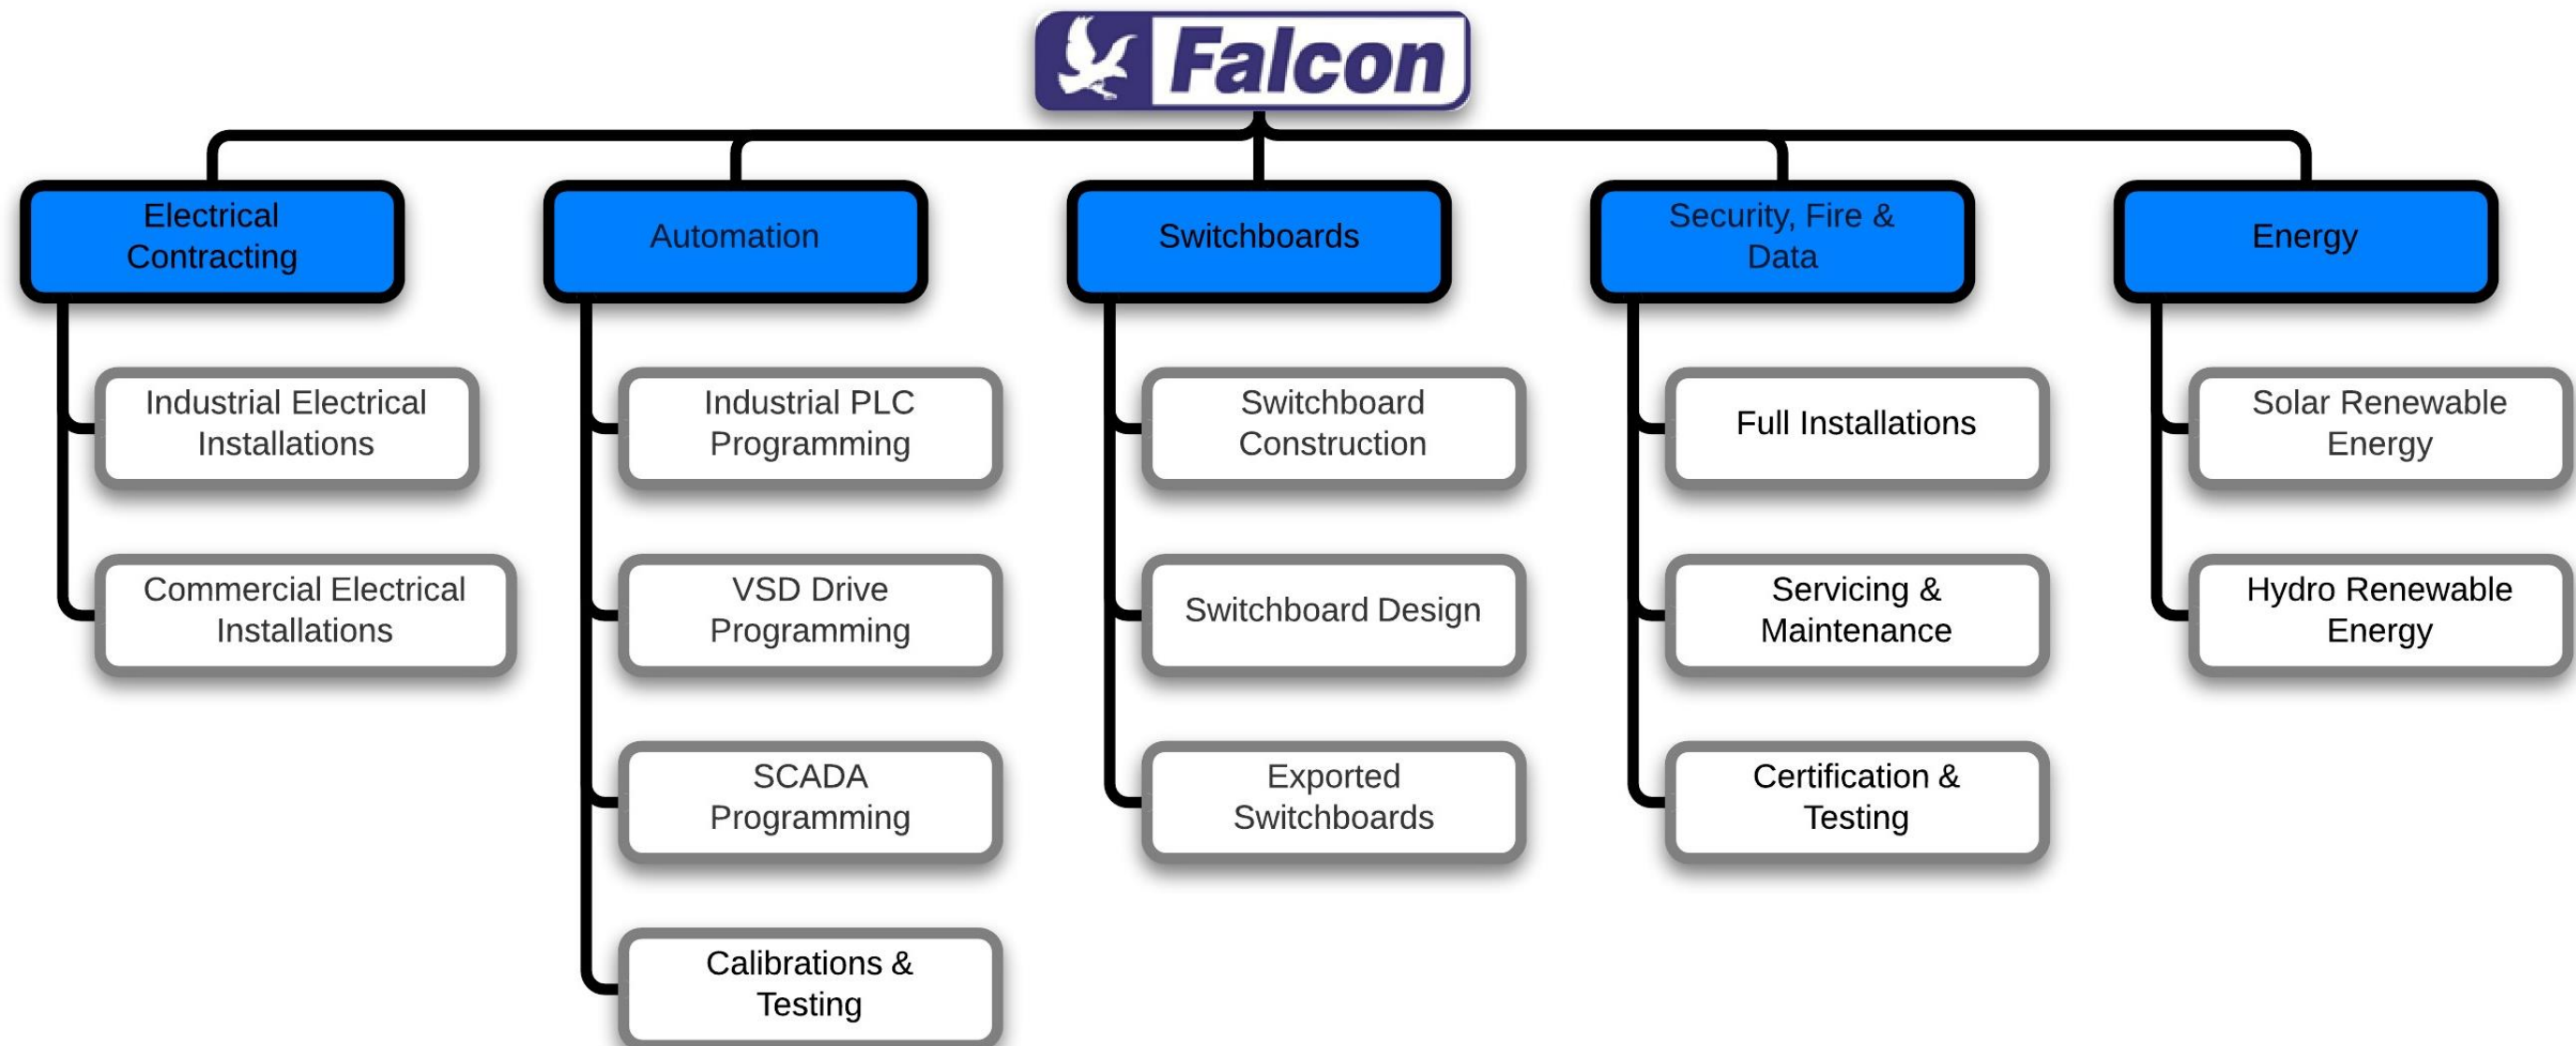 Falcon
Electrical
Contracting
Automation
Switchboards
Security, Fire &
Data
Energy
Industrial Electrical
Installations
Commercial Electrical
Installations
Industrial PLC
Programming
VSD Drive
Programming
SCADA
Programming
Calibrations &
Testing
Switchboard
Construction
Switchboard Design
Exported
Switchboards
Full Installations
Servicing &
Maintenance
Certification &
Testing
Solar Renewable
Energy
Hydro Renewable
Energy